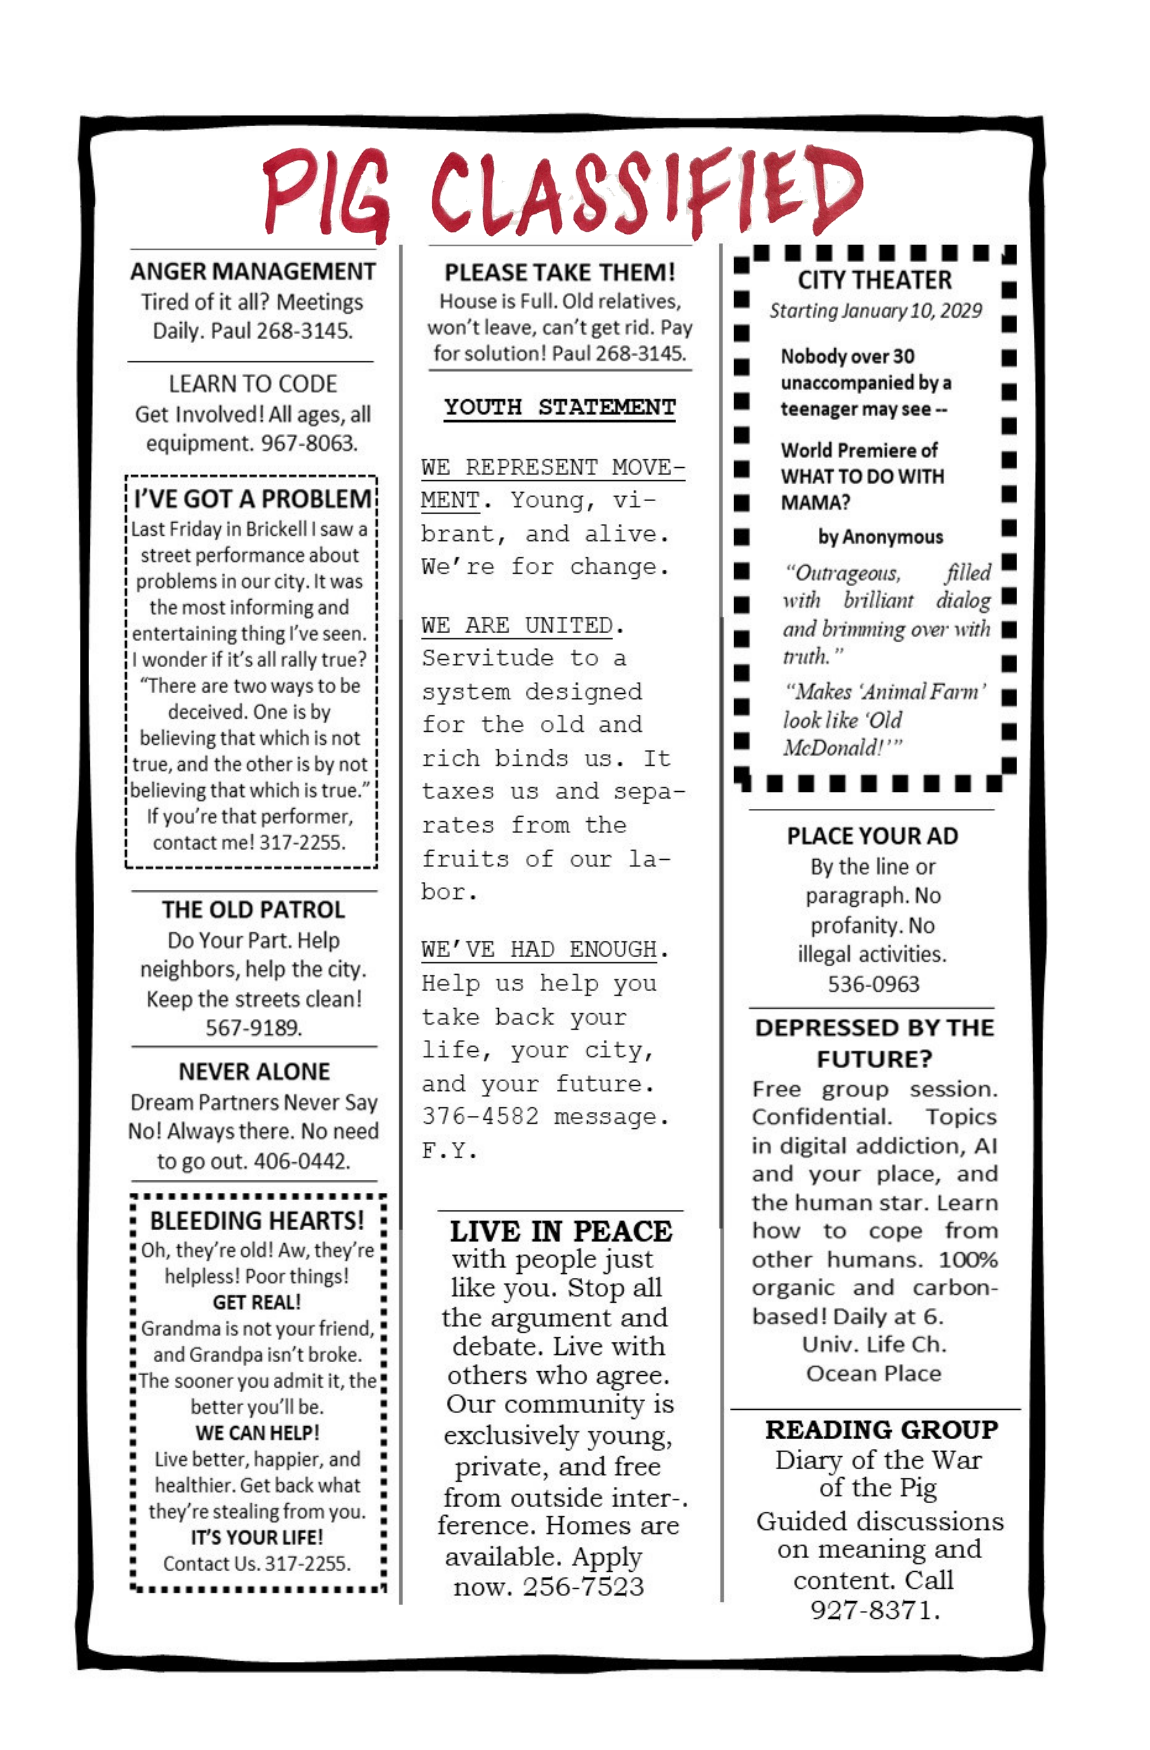 PIG CLASSIFIED
ANGER MANAGEMENT
Tired of it all? Meetings
Daily. Paul 268-3145.
LEARN TO CODE
Get Involved! All ages, all
equipment. 967-8063.
I'VE GOT A PROBLEM
Last Friday in Brickell I saw a
street performance about
problems in our city. It was
the most informing and
entertaining thing I've seen.
I wonder if it's all rally true?
"There are two ways to be
deceived. One is by
believing that which is not
true, and the other is by not
believing that which is true."
If you're that performer,
contact me! 317-2255.
THE OLD PATROL
Do Your Part. Help
neighbors, help the city.
Keep the streets clean!
567-9189.
NEVER ALONE
Dream Partners Never Say
No! Always there. No need
to go out. 406-0442.
BLEEDING HEARTS!
Oh, they're old! Aw, they're
helpless! Poor things!
GET REAL!
Grandma is not your friend,
and Grandpa isn't broke.
The sooner you admit it, the
better you'll be.
WE CAN HELP!
Live better, happier, and
healthier. Get back what
they're stealing from you.
IT'S YOUR LIFE!
Contact Us. 317-2255.
PLEASE TAKE THEM!
House is Full. Old relatives,
won't leave, can't get rid. Pay
for solution! Paul 268-3145.
YOUTH STATEMENT
WE REPRESENT MOVE-
MENT. Young, vi-
brant, and alive.
We're for change.
WE ARE UNITED.
Servitude to a
system designed
for the old and
rich binds us. It
taxes us and sepa-
rates from the
fruits of our la-
bor.
WE'VE HAD ENOUGH.
Help us help you
take back your
life, your city,
and your future.
376-4582 message.
F.Y.
LIVE IN PEACE
with people just
like you. Stop all
the argument and
debate. Live with
others who agree.
Our community is
exclusively young,
private, and free
from outside inter-.
ference. Homes are
available. Apply
now. 256-7523
CITY THEATER
Starting January 10, 2029
Nobody over 30
unaccompanied by a
teenager may see --
World Premiere of
WHAT TO DO WITH
MAMA?
by Anonymous
"Outrageous, filled
with brilliant dialog
and brimming over with
truth."
"Makes 'Animal Farm'
look like 'Old
McDonald!'"
PLACE YOUR AD
By the line or
paragraph. No
profanity. No
illegal activities.
536-0963
DEPRESSED BY THE
FUTURE?
Free group session.
Confidential. Topics
in digital addiction, AI
and your place, and
the human star. Learn
how to cope from
other humans. 100%
organic and carbon-
based! Daily at 6.
Univ. Life Ch.
Ocean Place
READING GROUP
Diary of the War
of the Pig
Guided discussions
on meaning and
content. Call
927-8371.